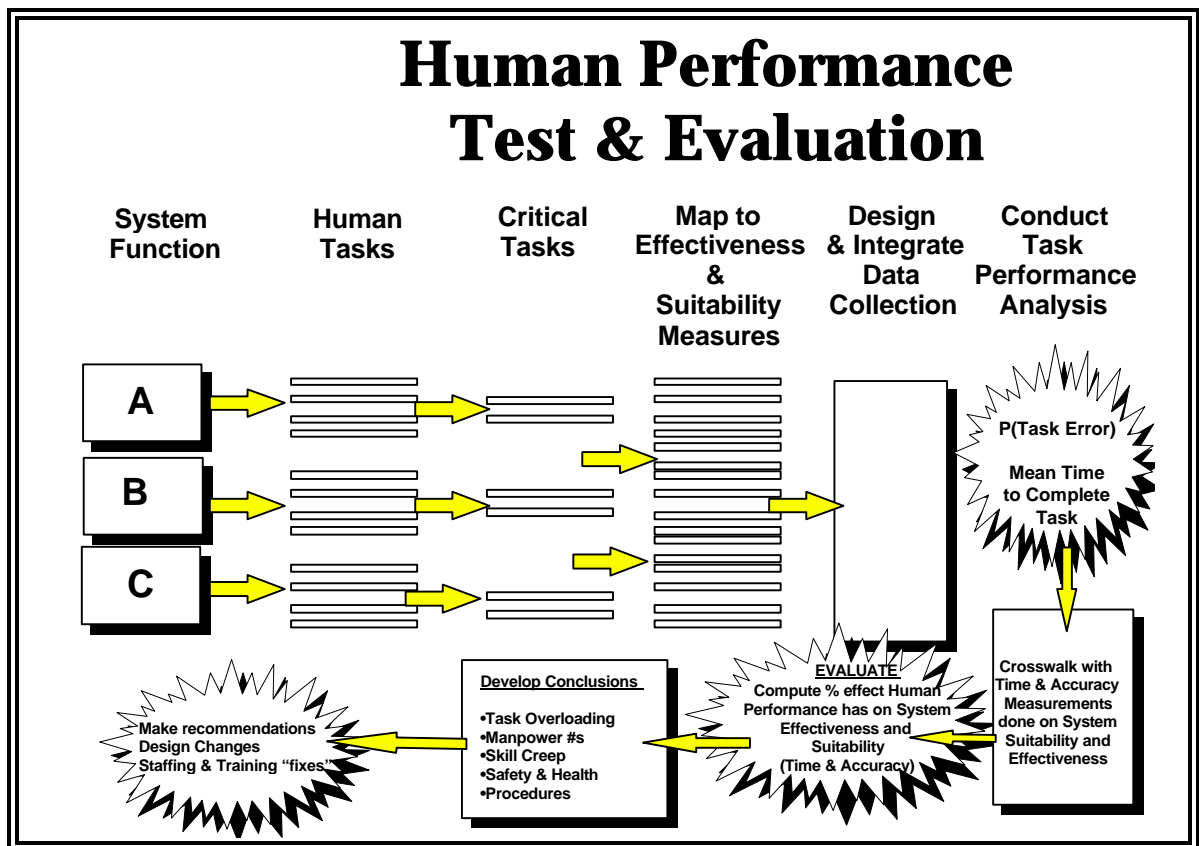 Human Performance
Test & Evaluation
System
Function
Human
Tasks
Critical
Tasks
Map to
Effectiveness
&
Suitability
Measures
Design
& Integrate
Data
Collection
Conduct
Task
Performance
Analysis
A
B
C
P(Task Error)
Mean Time
to Complete
Task
Crosswalk with
Time & Accuracy
Measurements
done on System
Suitability and
Effectiveness
EVALUATE
Compute % effect Human
Performance has on System
Effectiveness and
Suitability
(Time & Accuracy)
Develop Conclusions
•Task Overloading
•Manpower #s
•Skill Creep
•Safety & Health
•Procedures
Make recommendations
Design Changes
Staffing & Training “fixes”